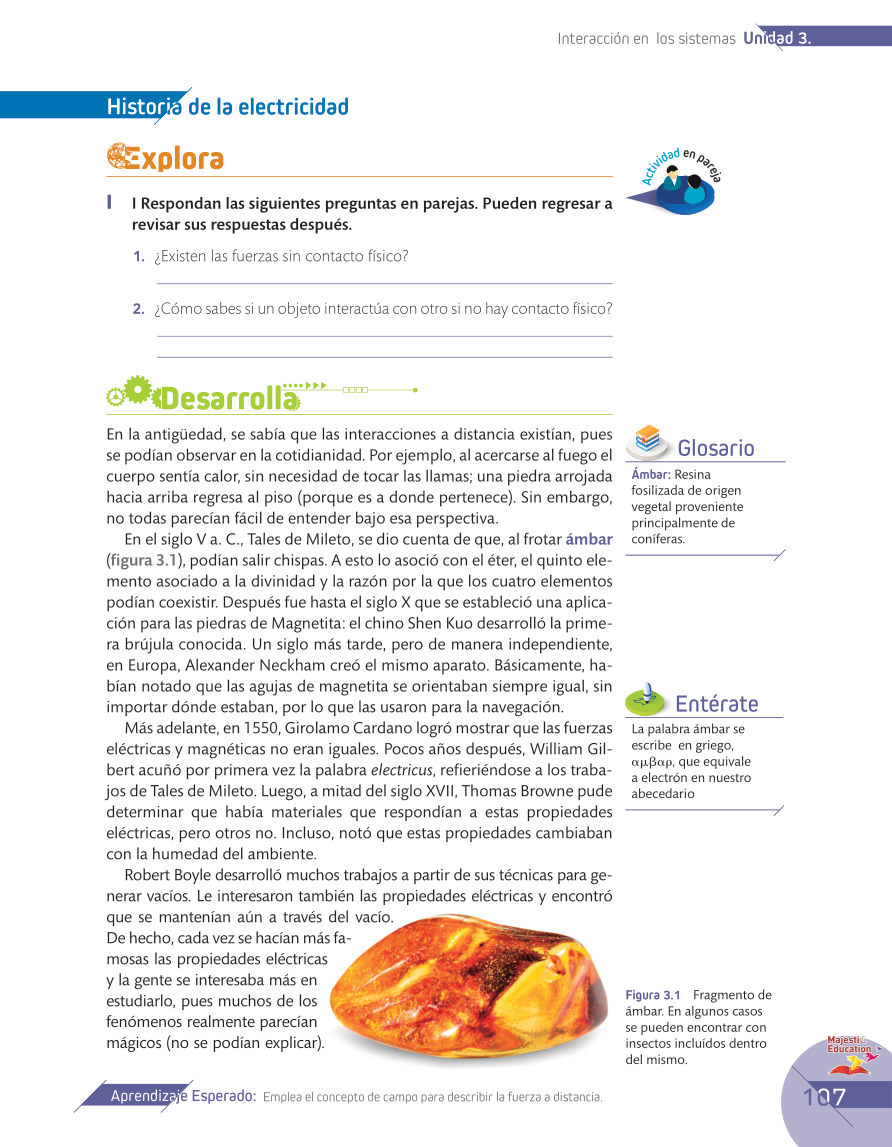 Interacción en los sistemas Unidad 3.
Historia de la electricidad
Explora
Actividad en pareja
I I Respondan las siguientes preguntas en parejas. Pueden regresar a
revisar sus respuestas después.
1. ¿Existen las fuerzas sin contacto físico?
2. ¿Cómo sabes si un objeto interactúa con otro si no hay contacto físico?
Desarrolla
En la antigüedad, se sabía que las interacciones a distancia existían, pues
se podían observar en la cotidianidad. Por ejemplo, al acercarse al fuego el
cuerpo sentía calor, sin necesidad de tocar las llamas; una piedra arrojada
hacia arriba regresa al piso (porque es a donde pertenece). Sin embargo,
no todas parecían fácil de entender bajo esa perspectiva.
En el siglo V a. C., Tales de Mileto, se dio cuenta de que, al frotar ámbar
(figura 3.1), podían salir chispas. A esto lo asoció con el éter, el quinto ele-
mento asociado a la divinidad y la razón por la que los cuatro elementos
podían coexistir. Después fue hasta el siglo X que se estableció una aplica-
ción para las piedras de Magnetita: el chino Shen Kuo desarrolló la prime-
ra brújula conocida. Un siglo más tarde, pero de manera independiente,
en Europa, Alexander Neckham creó el mismo aparato. Básicamente, ha-
bían notado que las agujas de magnetita se orientaban siempre igual, sin
importar dónde estaban, por lo que las usaron para la navegación.
Más adelante, en 1550, Girolamo Cardano logró mostrar que las fuerzas
eléctricas y magnéticas no eran iguales. Pocos años después, William Gil-
bert acuñó por primera vez la palabra electricus, refieriéndose a los traba-
jos de Tales de Mileto. Luego, a mitad del siglo XVII, Thomas Browne pude
determinar que había materiales que respondían a estas propiedades
eléctricas, pero otros no. Incluso, notó que estas propiedades cambiaban
con la humedad del ambiente.
Robert Boyle desarrolló muchos trabajos a partir de sus técnicas para ge-
nerar vacíos. Le interesaron también las propiedades eléctricas y encontró
que se mantenían aún a través del vacío.
De hecho, cada vez se hacían más fa-
mosas las propiedades eléctricas
y la gente se interesaba más en
estudiarlo, pues muchos de los
fenómenos realmente parecían
mágicos (no se podían explicar).
Glosario
Ámbar: Resina
fosilizada de origen
vegetal proveniente
principalmente de
coníferas.
Entérate
La palabra ámbar se
escribe en griego,
αμβαρ, que equivale
a electrón en nuestro
abecedario
Figura 3.1 Fragmento de
ámbar. En algunos casos
se pueden encontrar con
insectos incluídos dentro
del mismo.
Majestic
Education
Aprendizaje Esperado: Emplea el concepto de campo para describir la fuerza a distancia.
107